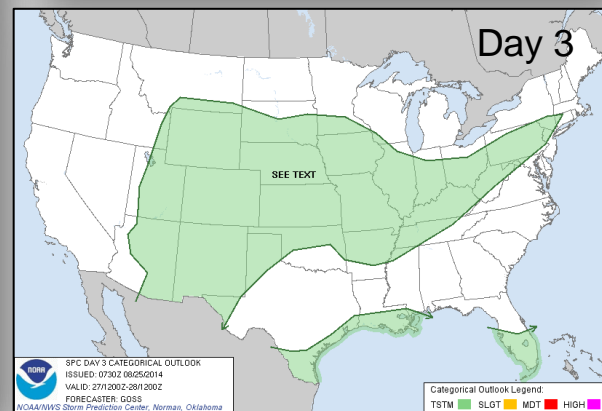 Day 3
SEE TEXT
NOAA
SPC DAY 3 CATEGORICAL OUTLOOK
ISSUED: 0730Z 08/25/2014
VALID: 27/1200Z-28/1200Z
FORECASTER: GOSS
NOAA/NWS Storm Prediction Center, Norman, Oklahoma
Categorical Outlook Legend:
TSTM SLGT MDT HIGH